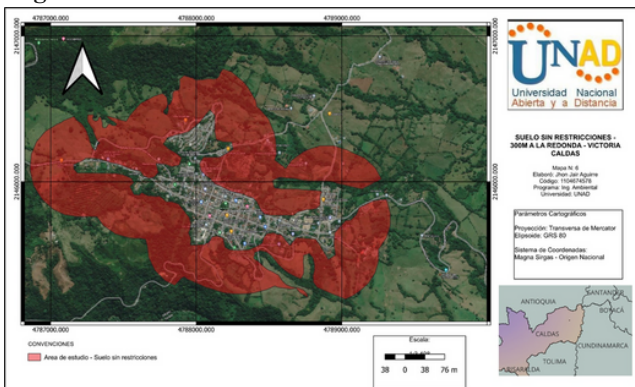 4787000.000 4788000.000 4789000.000
2147000.000 2147000.000
2146000.000 2146000.000
4787000.000 4788000.000 4789000.000
CONVENCIONES
Area de estudio - Suelo sin restricciones
Escala:
38 0 38 76 m
UNAD
Universidad Nacional
Abierta y a Distancia
SUELO SIN RESTRICCIONES -
300M A LA REDONDA - VICTORIA
CALDAS
Mapa N: 6
Elaboró: Jhon Jair Aguirre
Código: 1104674578
Programa: Ing. Ambiental
Universidad: UNAD
Parámetros Cartográficos
Proyección: Transversa de Mercator
Elipsoide: GRS 80
Sistema de Coordenadas:
Magna Sirgas - Origen Nacional
SANTANDER
ANTIOQUIA
BOYACÁ
CALDAS
CUNDINAMARCA
TOLIMA
RISARALDA